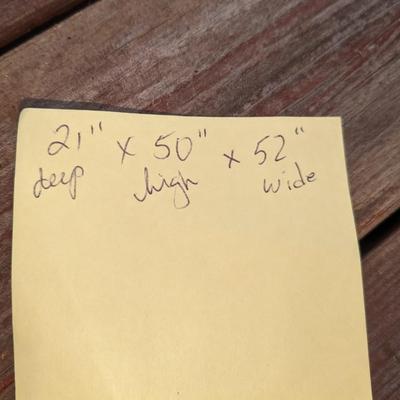 21" x 50" x 52"
deep high wide